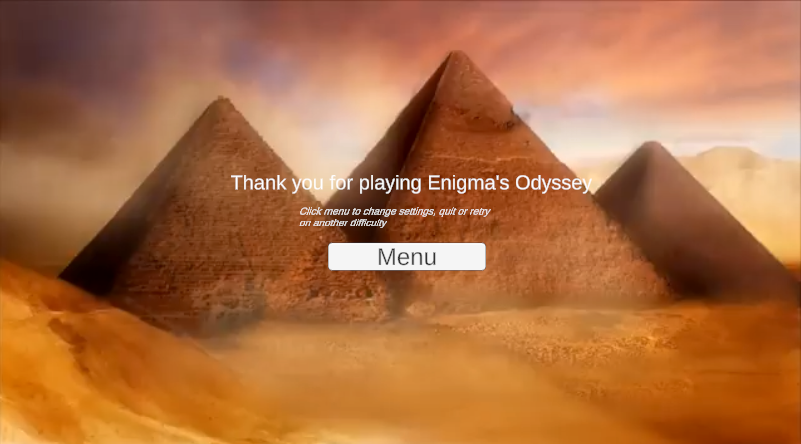 Thank you for playing Enigma's Odyssey
Click menu to change settings, quit or retry
on another difficulty
Menu